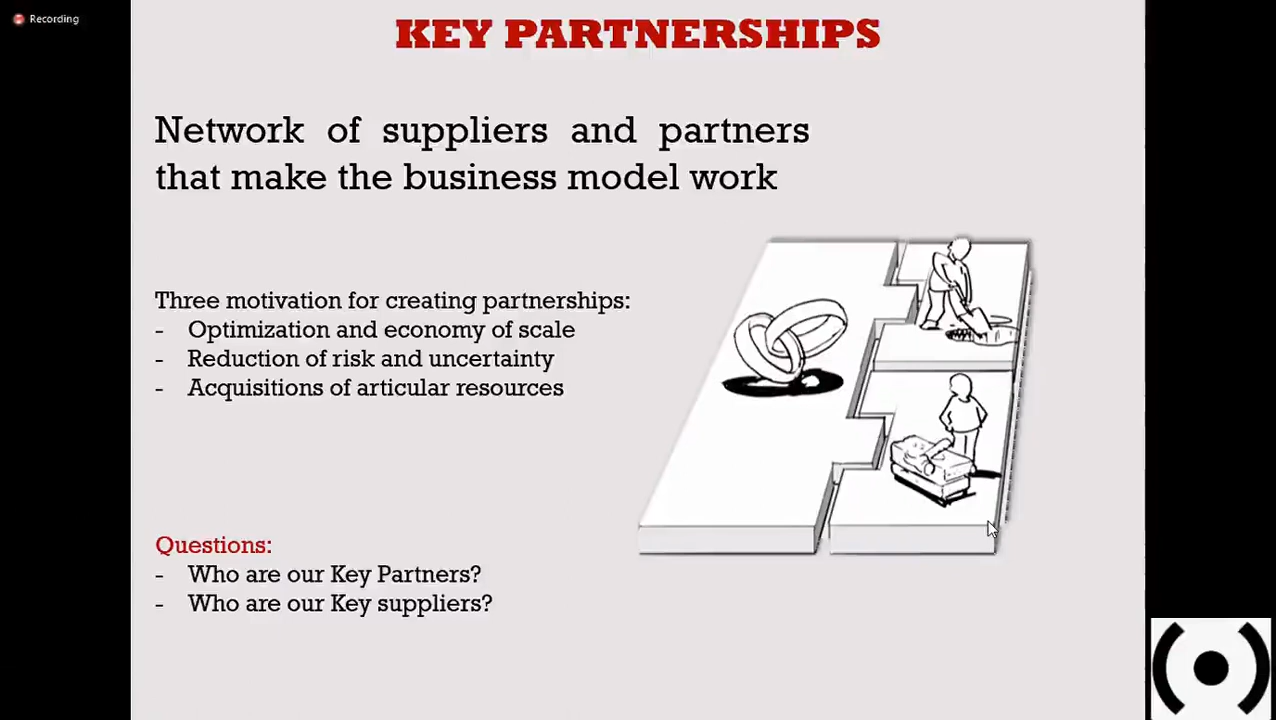 Recording
KEY PARTNERSHIPS
Network of suppliers and partners
that make the business model work
Three motivation for creating partnerships:
- Optimization and economy of scale
- Reduction of risk and uncertainty
- Acquisitions of articular resources
Questions:
- Who are our Key Partners?
- Who are our Key suppliers?